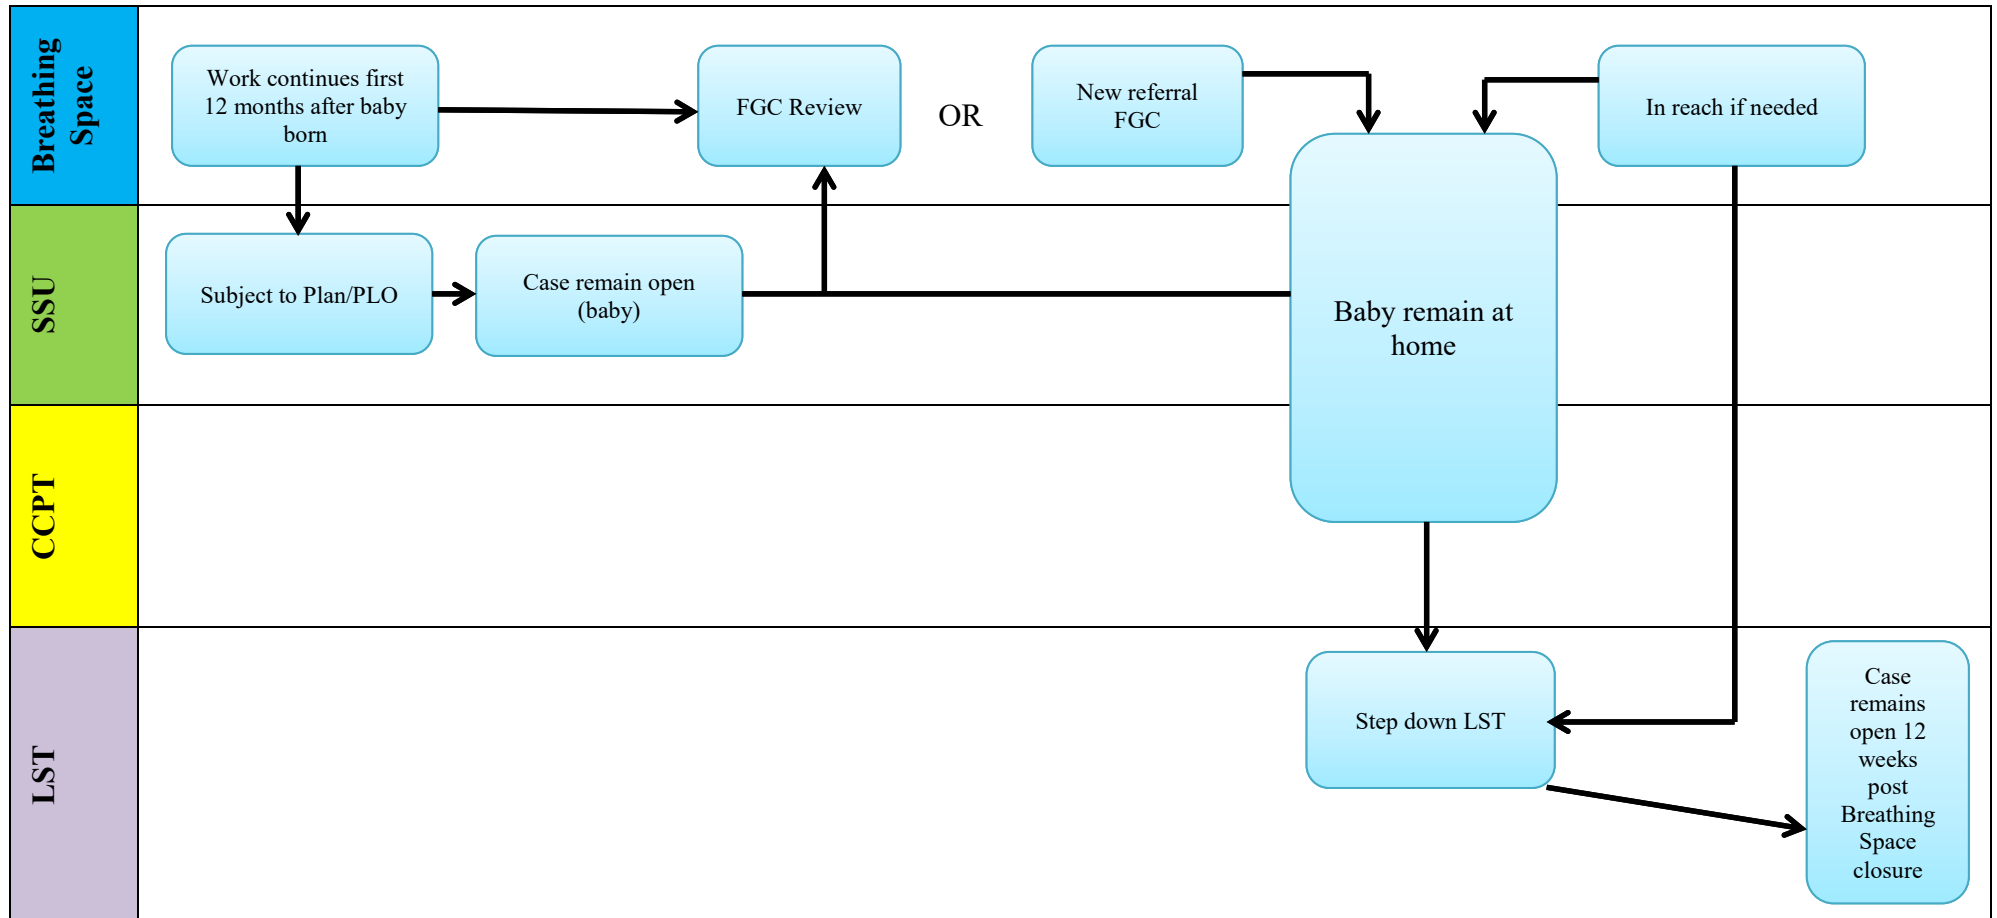 Breathing
Space
Work continues first
12 months after baby
born
FGC Review
OR
New referral
FGC
In reach if needed
SSU
Subject to Plan/PLO
Case remain open
(baby)
Baby remain at
home
CCPT
LST
Step down LST
Case
remains
open 12
weeks
post
Breathing
Space
closure